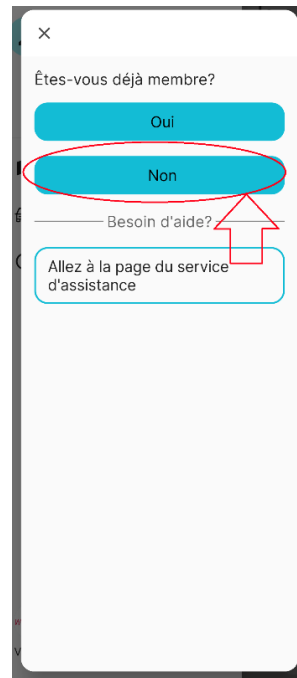 Êtes-vous déjà membre?
Oui
Non
Besoin d'aide?
Allez à la page du service
d'assistance